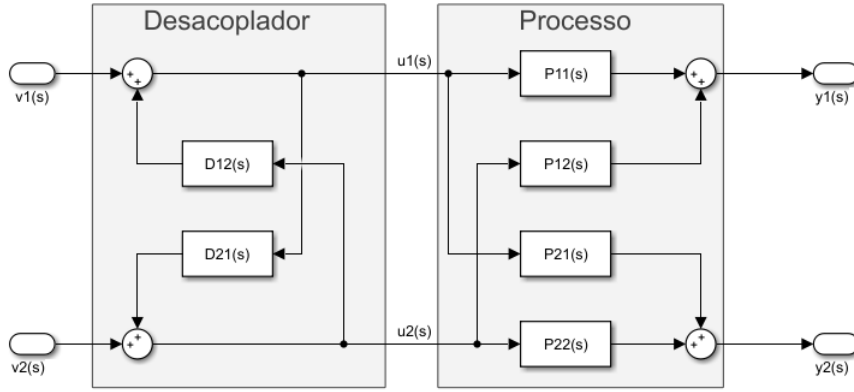 Desacoplador
Processo
v1(s)
+
+
u1(s)
P11(s)
+
+
y1(s)
D12(s)
P12(s)
D21(s)
P21(s)
v2(s)
+
+
u2(s)
P22(s)
+
+
y2(s)